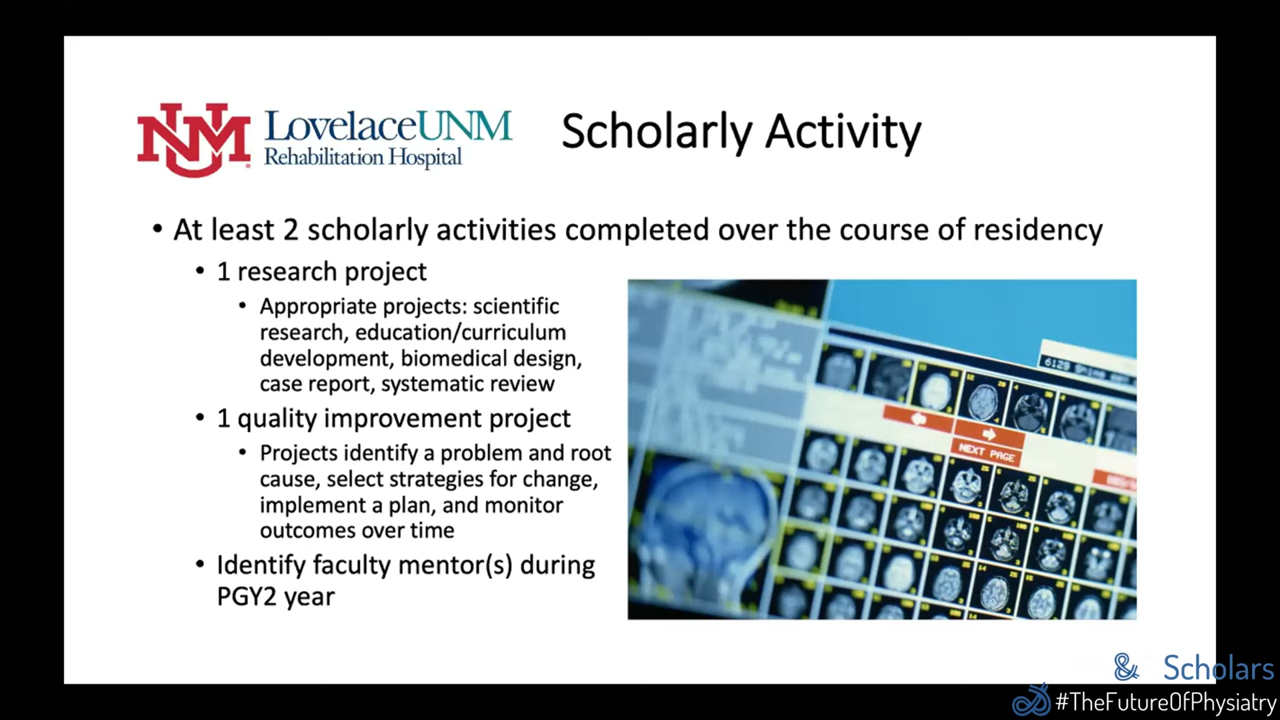 UNM
LovelaceUNM
Rehabilitation Hospital
Scholarly Activity
• At least 2 scholarly activities completed over the course of residency
• 1 research project
• Appropriate projects: scientific
research, education/curriculum
development, biomedical design,
case report, systematic review
• 1 quality improvement project
• Projects identify a problem and root
cause, select strategies for change,
implement a plan, and monitor
outcomes over time
• Identify faculty mentor(s) during
PGY2 year
NEXT PAGE
& Scholars
#TheFutureOfPhysiatry